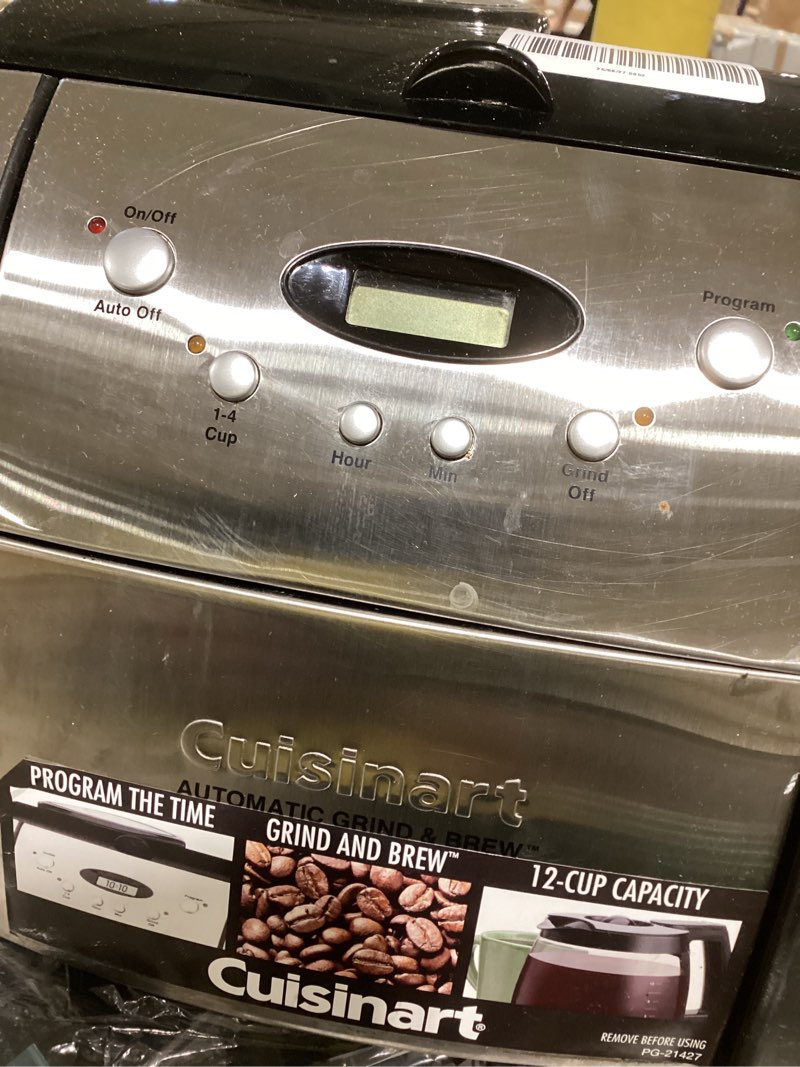 On/Off
Auto Off
1-4
Cup
Hour
Min
Grind
Off
Program
Cuisinart
AUTOMATIC GRIND & BREW™
PROGRAM THE TIME
GRIND AND BREW™
12-CUP CAPACITY
10:10
Cuisinart®
REMOVE BEFORE USING
PG-21427